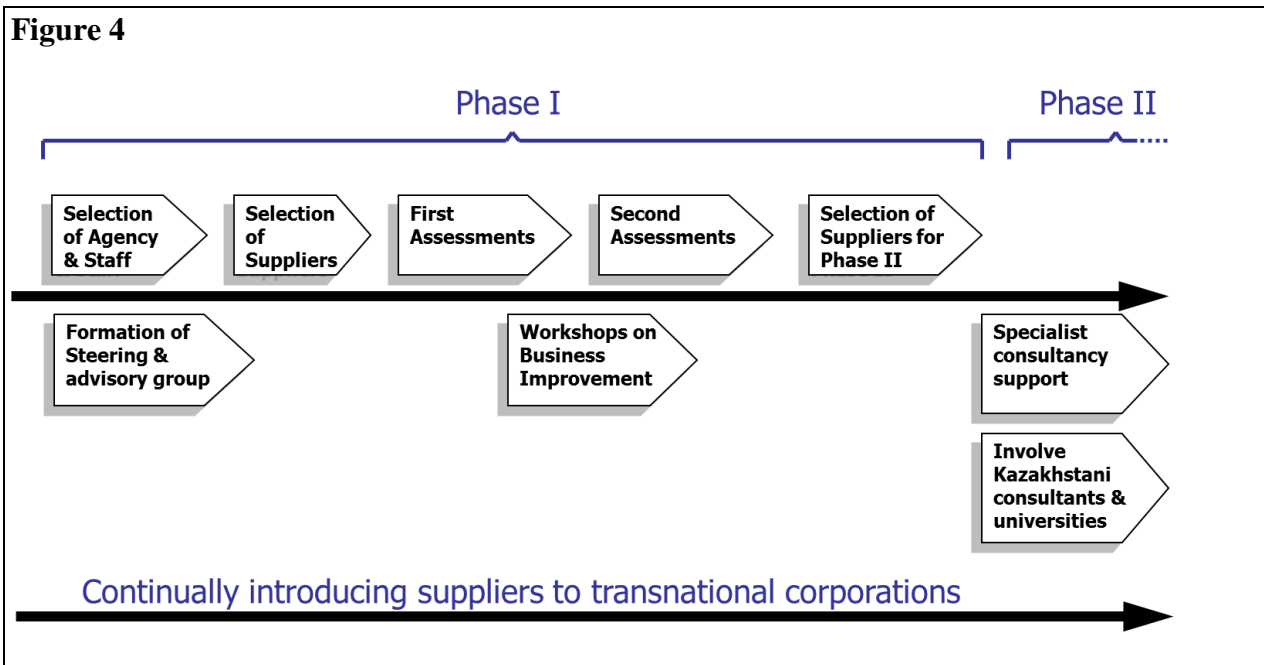 Figure 4
Phase I
Phase II
Selection
of Agency
& Staff
Selection
of
Suppliers
First
Assessments
Second
Assessments
Selection of
Suppliers for
Phase II
Formation of
Steering &
advisory group
Workshops on
Business
Improvement
Specialist
consultancy
support
Involve
Kazakhstani
consultants &
universities
Continually introducing suppliers to transnational corporations